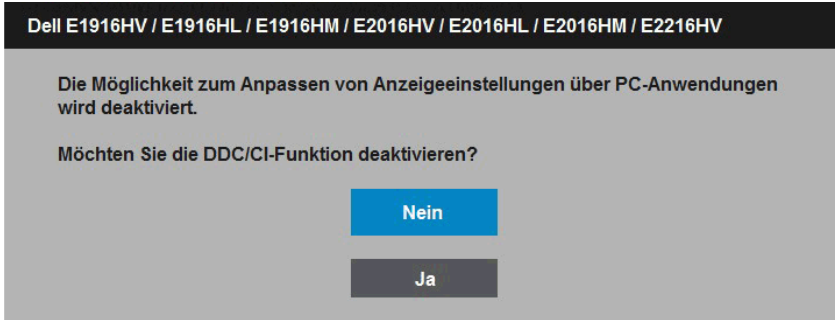 Dell E1916HV / E1916HL / E1916HM / E2016HV / E2016HL / E2016HM / E2216HV
Die Möglichkeit zum Anpassen von Anzeigeeinstellungen über PC-Anwendungen
wird deaktiviert.
Möchten Sie die DDC/CI-Funktion deaktivieren?
Nein
Ja